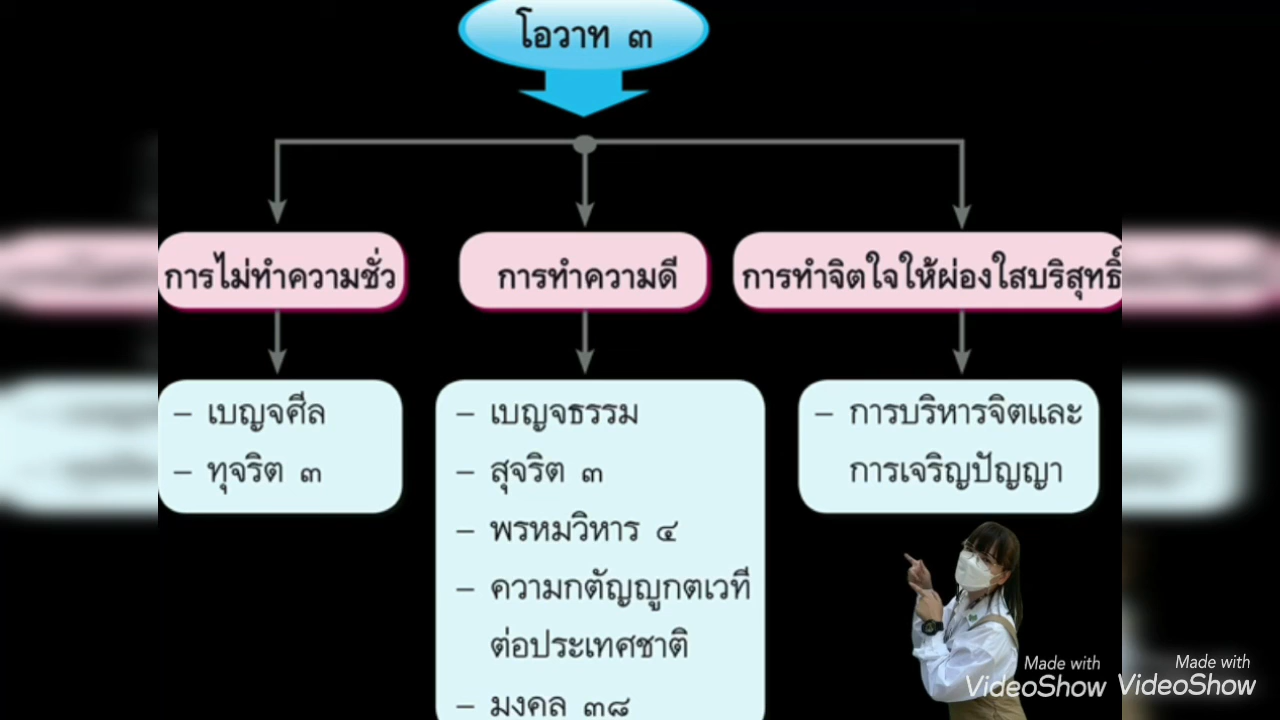 โอวาท ๓
การไม่ทำความชั่ว
การทำความดี
การทำจิตใจให้ผ่องใสบริสุทธิ์
– เบญจศีล
– ทุจริต ๓
– เบญจธรรม
– สุจริต ๓
– พรหมวิหาร ๔
– ความกตัญญูกตเวที
ต่อประเทศชาติ
– มงคล ๓๘
– การบริหารจิตและ
การเจริญปัญญา
Made with
VideoShow
Made with
VideoShow